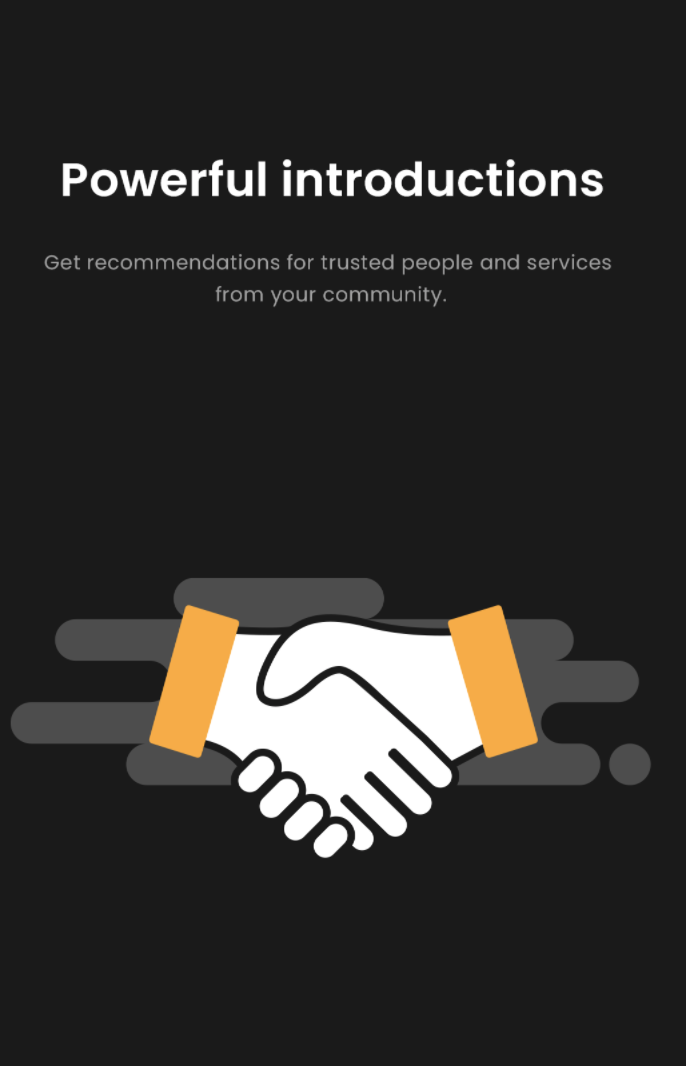 Powerful introductions
Get recommendations for trusted people and services
from your community.